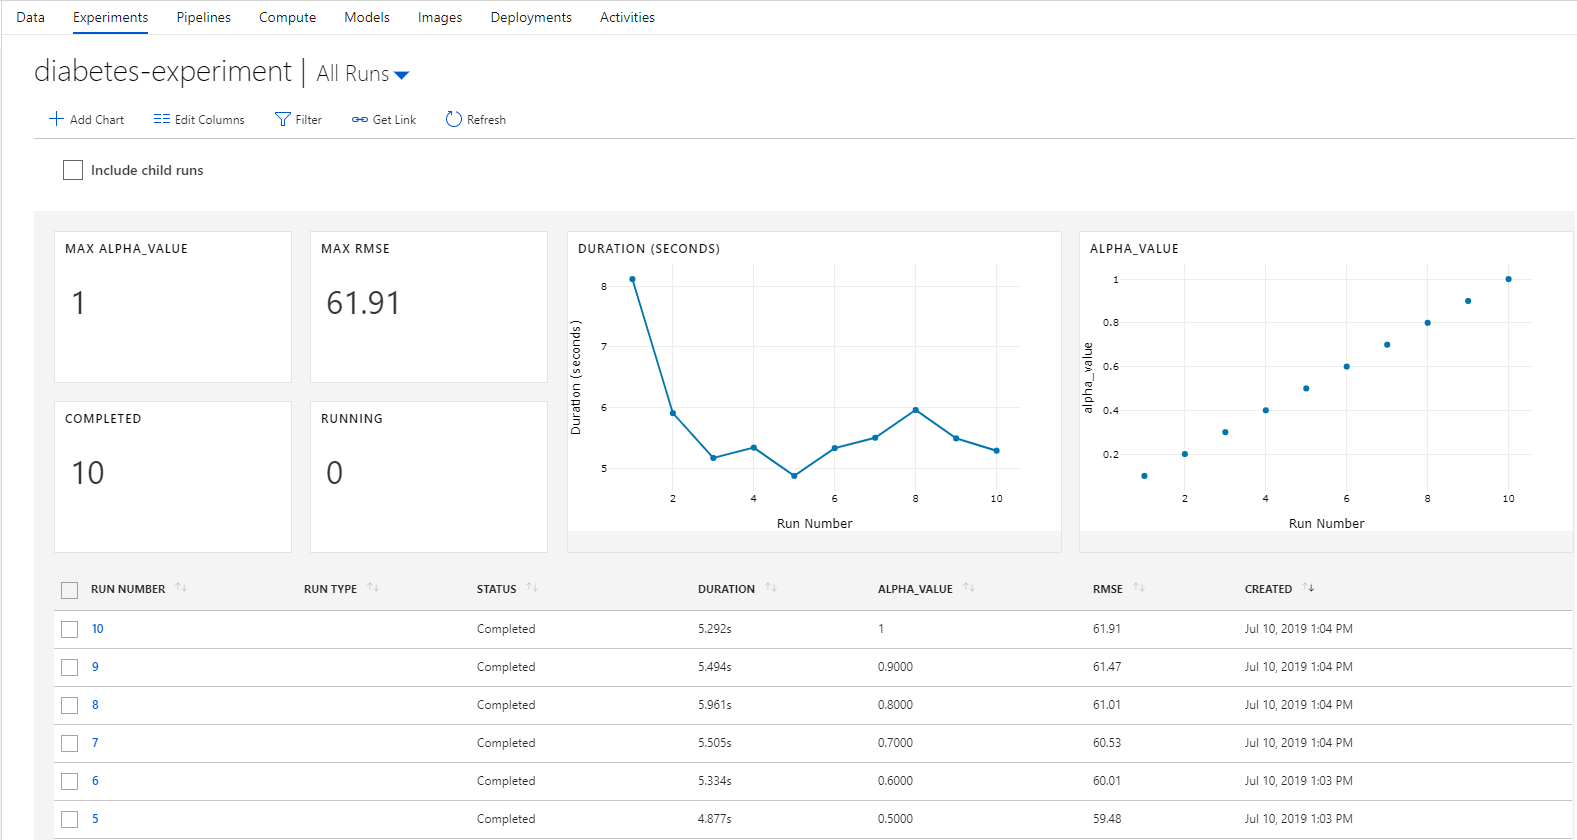 Data Experiments Pipelines Compute Models Images Deployments Activities
diabetes-experiment | All Runs
Add Chart Edit Columns Filter Get Link Refresh
Include child runs
MAX ALPHA_VALUE
1
MAX RMSE
61.91
COMPLETED
10
RUNNING
0
DURATION (SECONDS)
Duration (seconds)
8
7
6
5
2 4 6 8 10
Run Number
ALPHA_VALUE
alpha_value
1
0.8
0.6
0.4
0.2
2 4 6 8 10
Run Number
RUN NUMBER RUN TYPE STATUS DURATION ALPHA_VALUE RMSE CREATED
10 Completed 5.292s 1 61.91 Jul 10, 2019 1:04 PM
9 Completed 5.494s 0.9000 61.47 Jul 10, 2019 1:04 PM
8 Completed 5.961s 0.8000 61.01 Jul 10, 2019 1:04 PM
7 Completed 5.505s 0.7000 60.53 Jul 10, 2019 1:04 PM
6 Completed 5.334s 0.6000 60.01 Jul 10, 2019 1:03 PM
5 Completed 4.877s 0.5000 59.48 Jul 10, 2019 1:03 PM